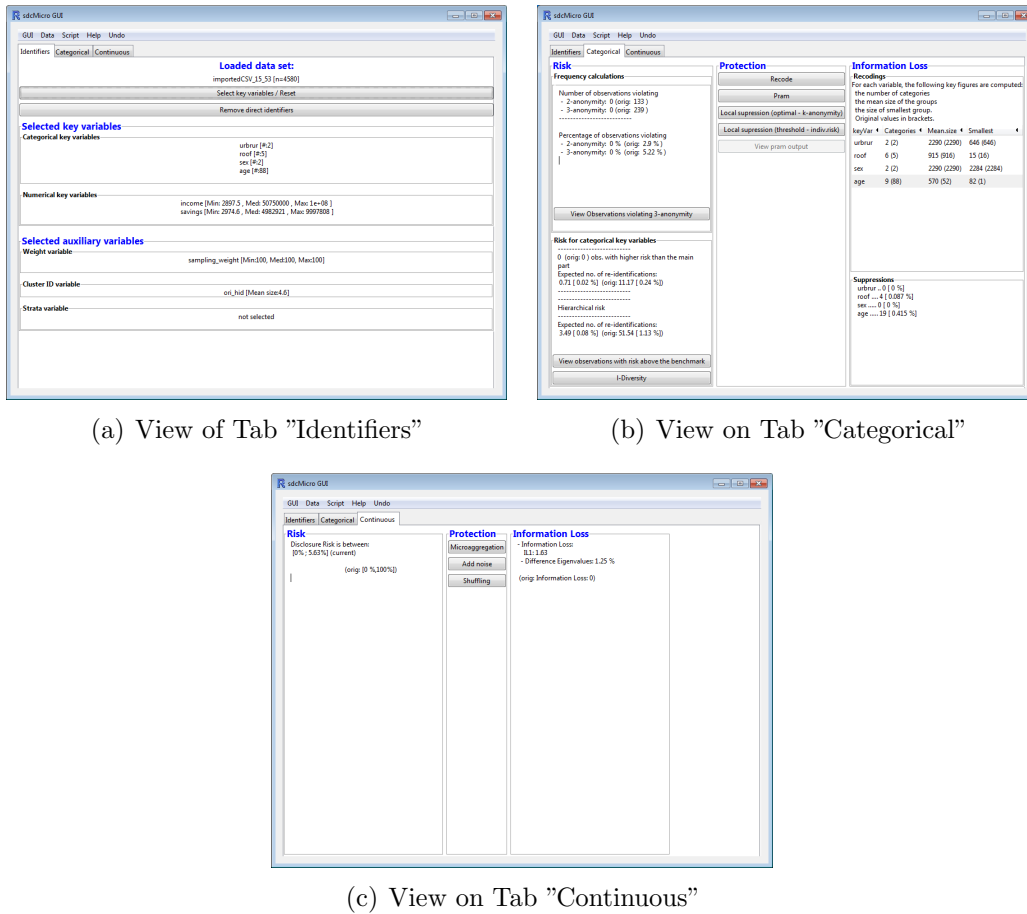 sdcMicro GUI
GUI Data Script Help Undo
Identifiers Categorical Continuous
Loaded data set:
importedCSV_15_53 [n=4580]
Select key variables / Reset
Remove direct identifiers
Selected key variables
Categorical key variables
urbrur [#:2]
roof [#:5]
sex [#:2]
age [#:88]
Numerical key variables
income [Min: 2897.5 , Med: 50750000 , Max: 1e+08 ]
savings [Min: 2974.6 , Med: 4982921 , Max: 9997808 ]
Selected auxiliary variables
Weight variable
sampling_weight [Min:100, Med:100, Max:100]
Cluster ID variable
ori_hid [Mean size:4.6]
Strata variable
not selected
(a) View of Tab ”Identifiers”
sdcMicro GUI
GUI Data Script Help Undo
Identifiers Categorical Continuous
Risk
Frequency calculations
Number of observations violating
- 2-anonymity: 0 (orig: 133 )
- 3-anonymity: 0 (orig: 239 )
----------------------------
Percentage of observations violating
- 2-anonymity: 0 % (orig: 2.9 % )
- 3-anonymity: 0 % (orig: 5.22 % )
View Observations violating 3-anonymity
Risk for categorical key variables
----------------------------
0 (orig: 0 ) obs. with higher risk than the main
part
Expected no. of re-identifications:
0.71 [ 0.02 %] (orig: 11.17 [ 0.24 %])
----------------------------
----------------------------
Hierarchical risk
----------------------------
Expected no. of re-identifications:
3.49 [ 0.08 %] (orig: 51.54 [ 1.13 %])
View observations with risk above the benchmark
l-Diversity
Protection
Recode
Pram
Local supression (optimal - k-anonymity)
Local supression (threshold - indiv.risk)
View pram output
Information Loss
Recodings
For each variable, the following key figures are computed:
the number of categories
the mean size of the groups
the size of smallest group.
Original values in brackets.
keyVar Categories Mean.size Smallest
urbrur 2 (2) 2290 (2290) 646 (646)
roof 6 (5) 915 (916) 15 (16)
sex 2 (2) 2290 (2290) 2284 (2284)
age 9 (88) 570 (52) 82 (1)
Suppressions
urbrur .. 0 [ 0 %]
roof .... 4 [ 0.087 %]
sex ..... 0 [ 0 %]
age ..... 19 [ 0.415 %]
(b) View on Tab ”Categorical”
sdcMicro GUI
GUI Data Script Help Undo
Identifiers Categorical Continuous
Risk
Disclosure Risk is between:
[0% ; 5.63%] (current)
(orig: [0 %,100%])
Protection
Microaggregation
Add noise
Shuffling
Information Loss
- Information Loss:
IL1: 1.63
- Difference Eigenvalues: 1.25 %
(orig: Information Loss: 0)
(c) View on Tab ”Continuous”